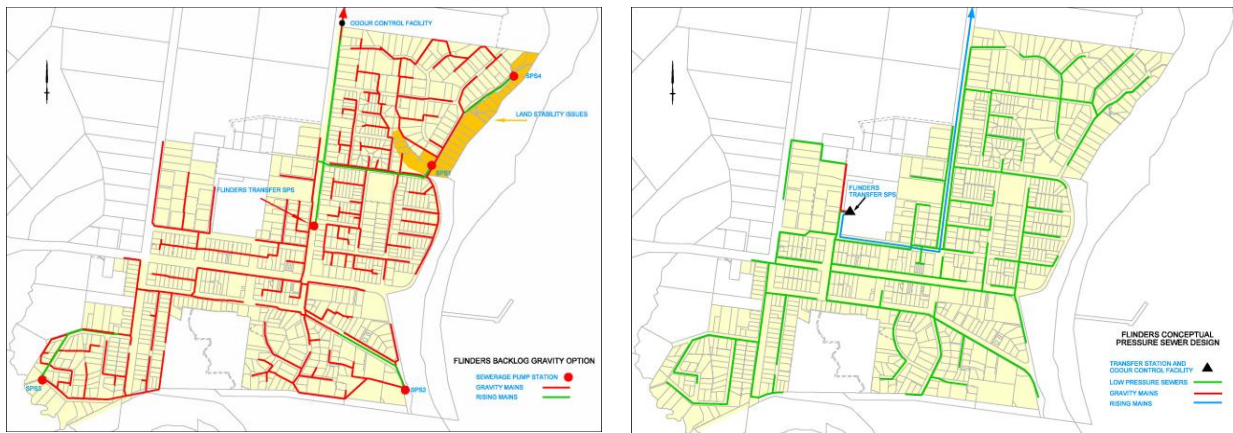 ODOUR CONTROL FACILITY
SPS4
LAND STABILITY ISSUES
SPS1
FLINDERS TRANSFER SPS
FLINDERS BACKLOG GRAVITY OPTION
SEWERAGE PUMP STATION
GRAVITY MAINS
RISING MAINS
SPS3
SPS2
FLINDERS
TRANSFER SPS
FLINDERS CONCEPTUAL
PRESSURE SEWER DESIGN
TRANSFER STATION AND
ODOUR CONTROL FACILITY
LOW PRESSURE SEWERS
GRAVITY MAINS
RISING MAINS